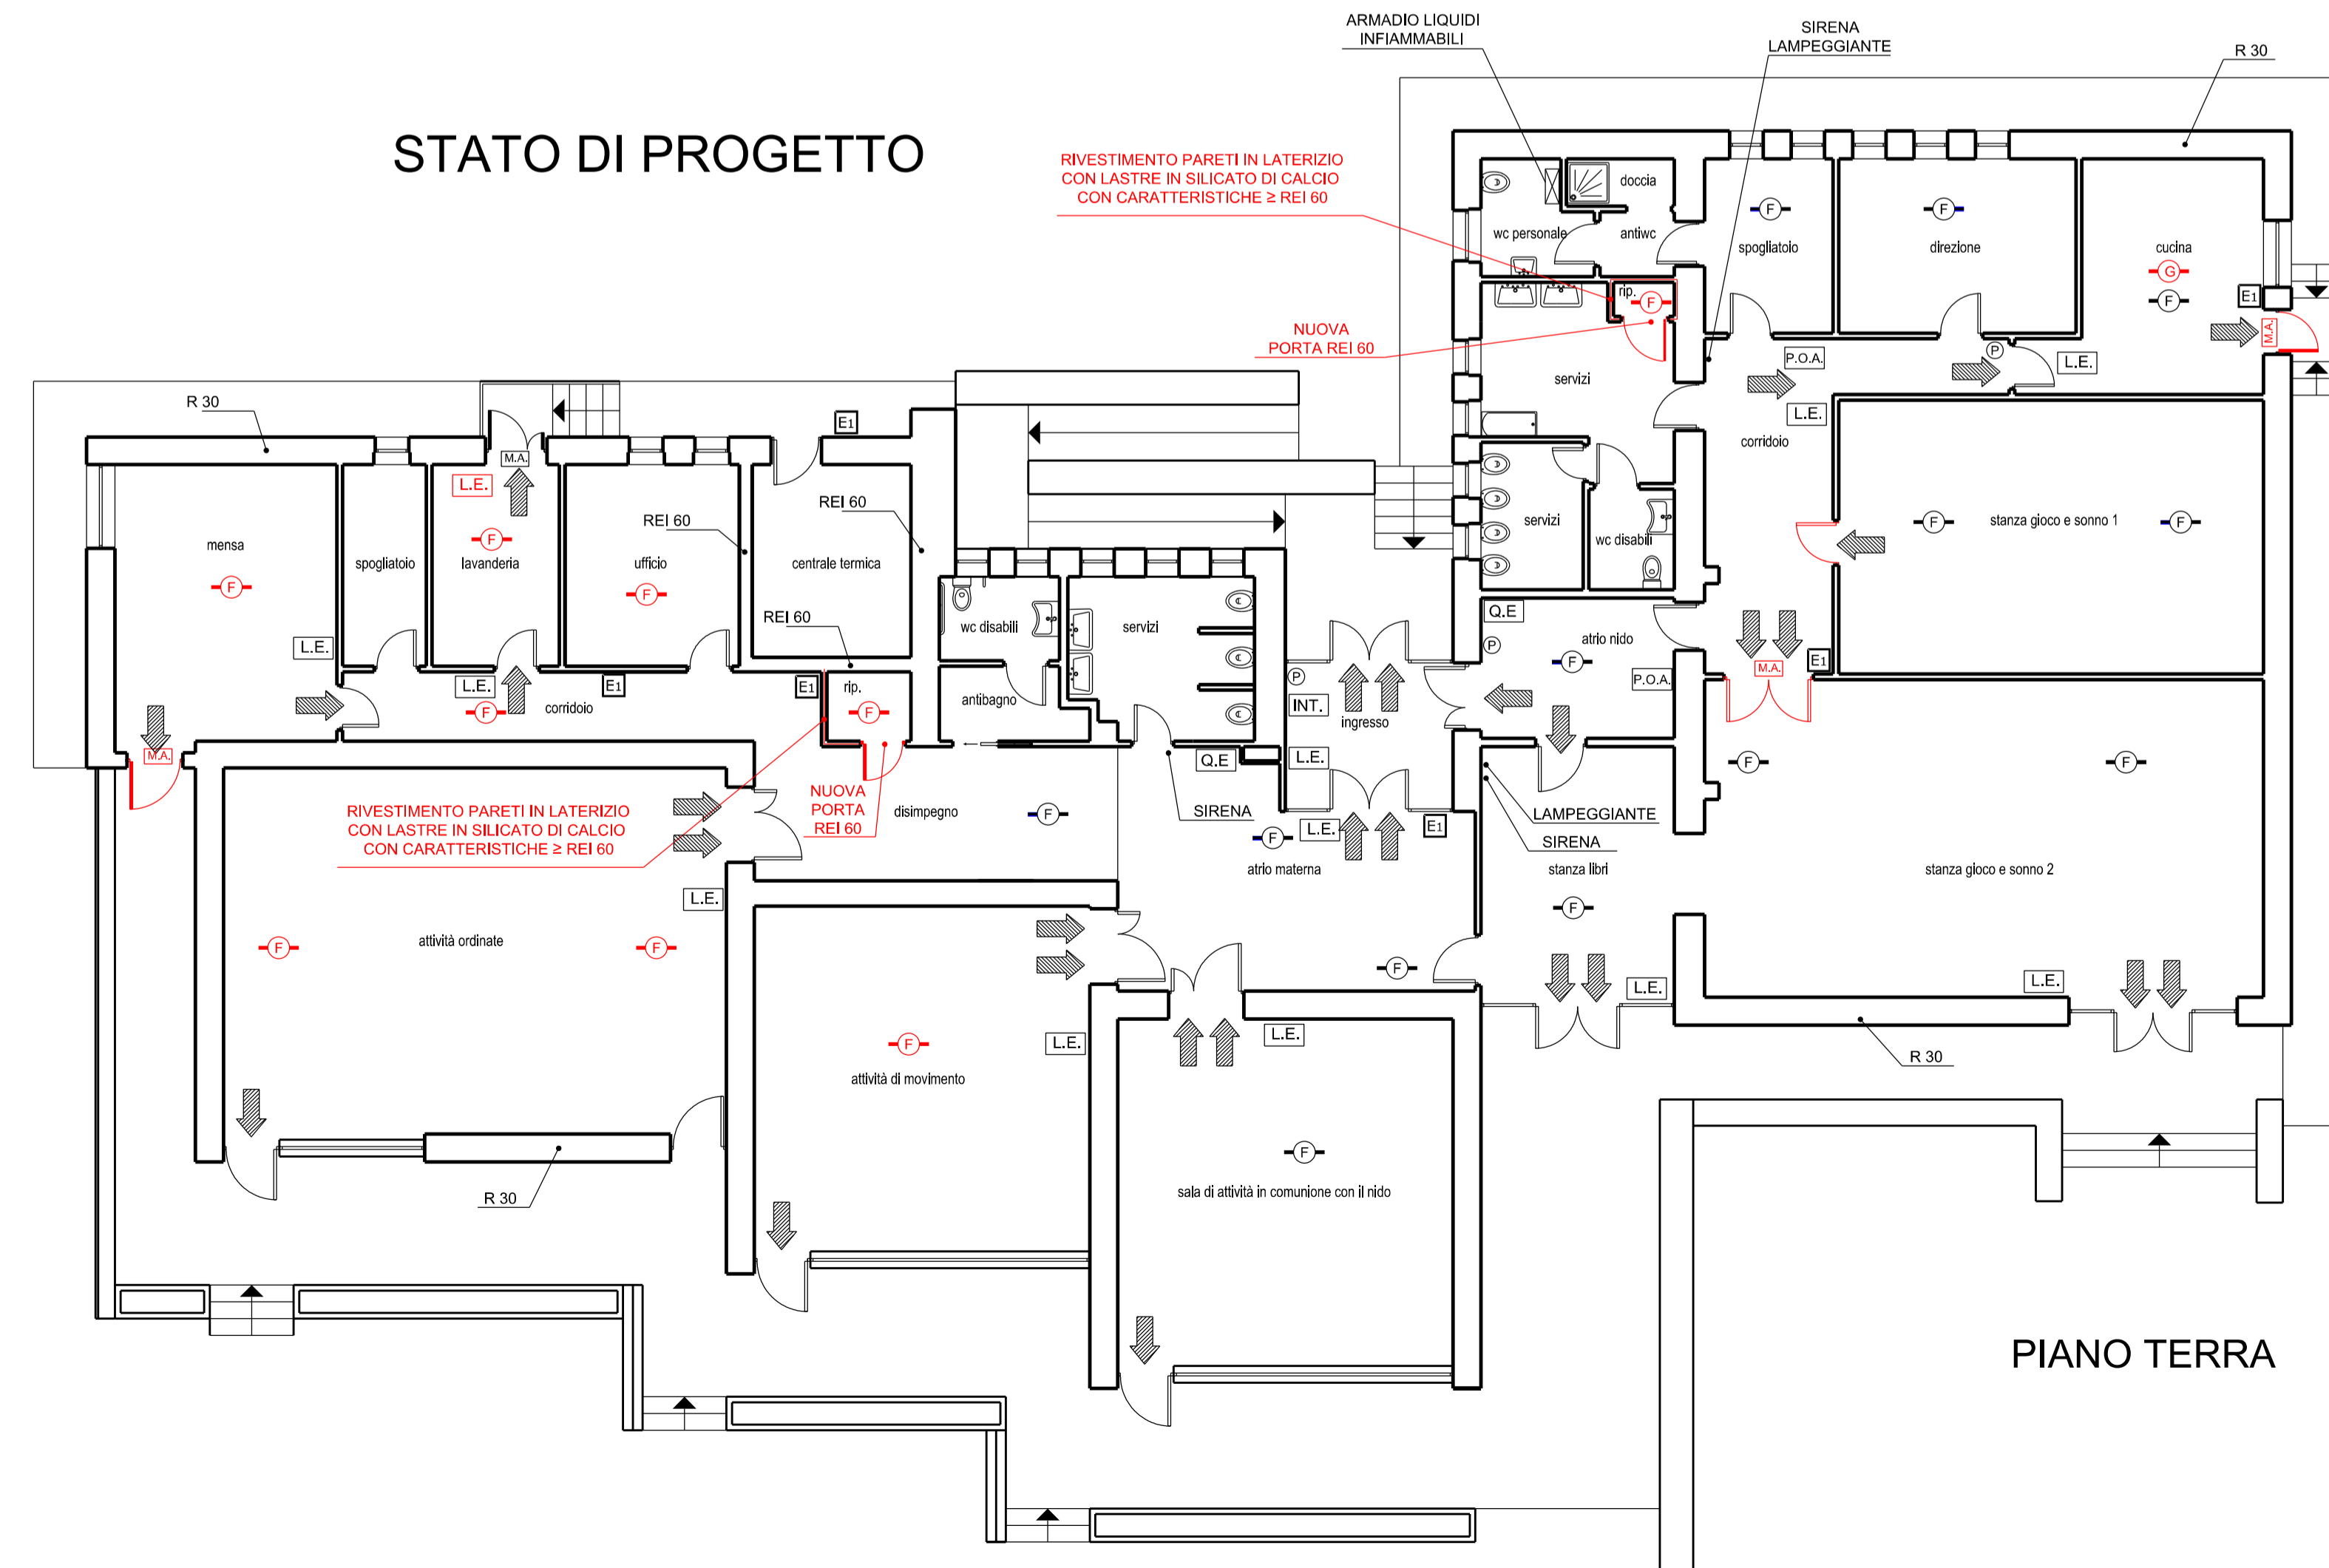 ARMADIO LIQUIDI
INFIAMMABILI
SIRENA
LAMPEGGIANTE
R 30
STATO DI PROGETTO
RIVESTIMENTO PARETI IN LATERIZIO
CON LASTRE IN SILICATO DI CALCIO
CON CARATTERISTICHE ≥ REI 60
doccia
wc personale
antiwc
F
spogliatoio
F
direzione
cucina
G
F
E1
M.A.
rip.
F
NUOVA
PORTA REI 60
servizi
P.O.A.
P
L.E.
R 30
E1
L.E.
corridoio
M.A.
L.E.
REI 60
REI 60
mensa
F
spogliatoio
F
lavanderia
ufficio
F
centrale termica
servizi
wc disabili
F
stanza gioco e sonno 1
F
REI 60
L.E.
wc disabili
servizi
Q.E
P
atrio nido
F
P.O.A.
M.A.
E1
L.E.
F
corridoio
E1
E1
rip.
F
antibagno
P
INT.
ingresso
M.A.
Q.E
L.E.
F
F
RIVESTIMENTO PARETI IN LATERIZIO
CON LASTRE IN SILICATO DI CALCIO
CON CARATTERISTICHE ≥ REI 60
NUOVA
PORTA
REI 60
disimpegno
F
SIRENA
F
L.E.
E1
LAMPEGGIANTE
SIRENA
atrio materna
stanza libri
F
stanza gioco e sonno 2
L.E.
F
attività ordinate
F
F
L.E.
L.E.
F
attività di movimento
L.E.
L.E.
R 30
R 30
F
sala di attività in comunione con il nido
PIANO TERRA